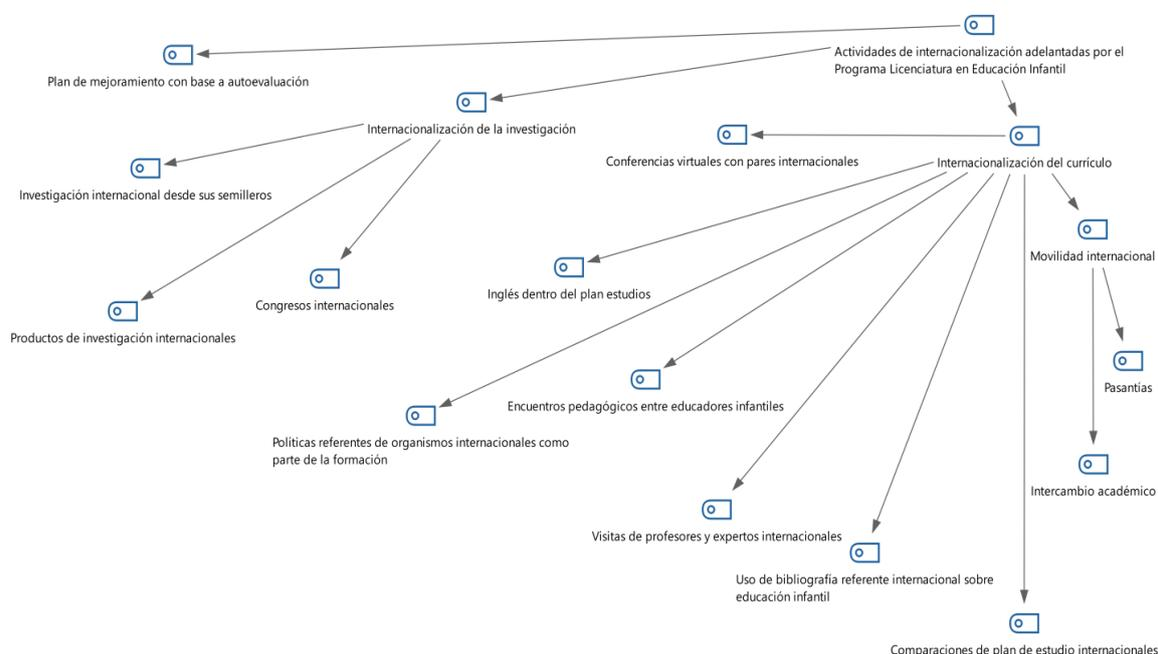 Actividades de internacionalización adelantadas por el
Programa Licenciatura en Educación Infantil
Plan de mejoramiento con base a autoevaluación
Internacionalización de la investigación
Conferencias virtuales con pares internacionales
Internacionalización del currículo
Investigación internacional desde sus semilleros
Movilidad internacional
Inglés dentro del plan estudios
Congresos internacionales
Productos de investigación internacionales
Pasantías
Encuentros pedagógicos entre educadores infantiles
Políticas referentes de organismos internacionales como
parte de la formación
Intercambio académico
Visitas de profesores y expertos internacionales
Uso de bibliografía referente internacional sobre
educación infantil
Comparaciones de plan de estudio internacionales